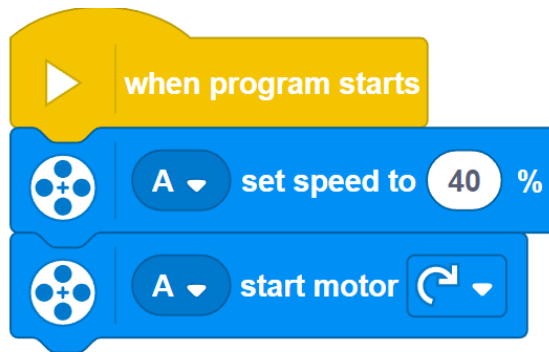 when program starts
A set speed to 40 %
A start motor